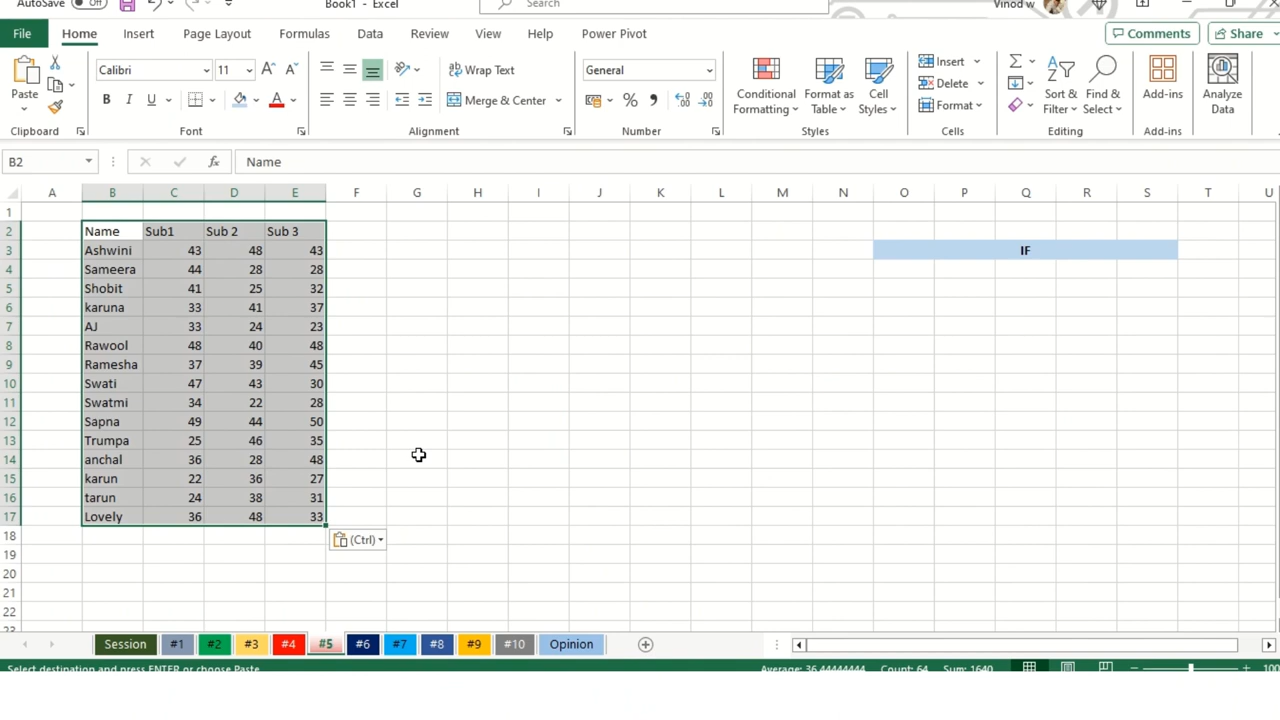 AutoSave Off Book1 - Excel Search Vinod w
File Home Insert Page Layout Formulas Data Review View Help Power Pivot Comments Share
Paste Calibri 11 A A Wrap Text General Conditional Formatting Format as Table Cell Styles Insert Delete Format Sort & Filter Find & Select Add-ins Analyze Data
B I U A Merge & Center % ,
Clipboard Font Alignment Number Styles Cells Editing Add-ins
B2 fx Name
A B C D E F G H I J K L M N O P Q R S T U
1
2 Name Sub1 Sub 2 Sub 3
3 Ashwini 43 48 43 IF
4 Sameera 44 28 28
5 Shobit 41 25 32
6 karuna 33 41 37
7 AJ 33 24 23
8 Rawool 48 40 48
9 Ramesha 37 39 45
10 Swati 47 43 30
11 Swatmi 34 22 28
12 Sapna 49 44 50
13 Trumpa 25 46 35
14 anchal 36 28 48
15 karun 22 36 27
16 tarun 24 38 31
17 Lovely 36 48 33
18 (Ctrl)
19
20
21
22
23
Session #1 #2 #3 #4 #5 #6 #7 #8 #9 #10 Opinion
Select destination and press ENTER or choose Paste Average: 36.44444444 Count: 64 Sum: 1640 100